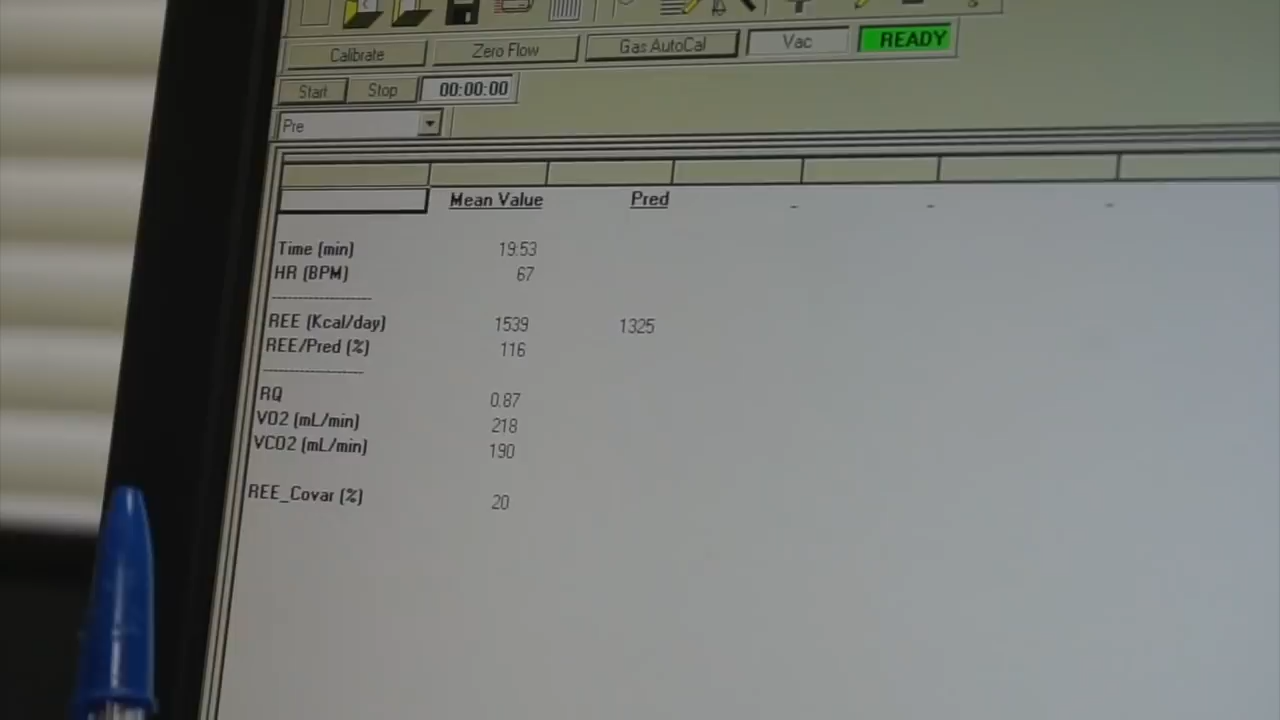 Calibrate Zero Flow Gas AutoCal Vac READY
Start Stop 00:00:00
Pre
Mean Value Pred - - -
Time (min) 19:53
HR (BPM) 67
--------------------
REE (Kcal/day) 1539 1325
REE/Pred (%) 116
--------------------
RQ 0.87
VO2 (mL/min) 218
VCO2 (mL/min) 190
REE_Covar (%) 20